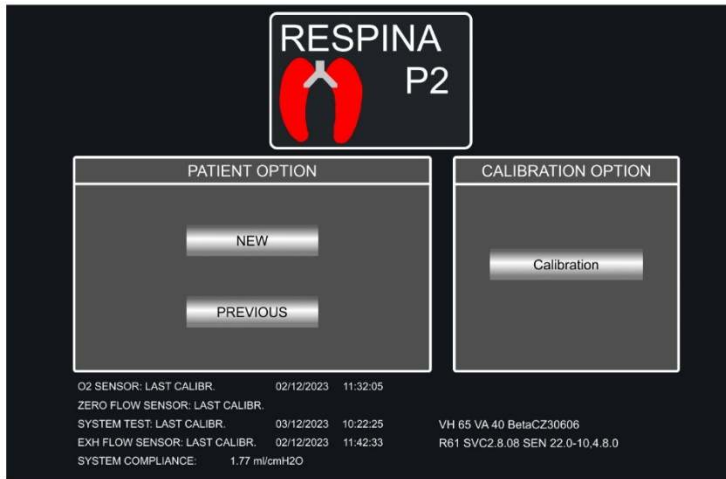 RESPINA
P2
PATIENT OPTION
NEW
PREVIOUS
CALIBRATION OPTION
Calibration
O2 SENSOR: LAST CALIBR. 02/12/2023 11:32:05
ZERO FLOW SENSOR: LAST CALIBR.
SYSTEM TEST: LAST CALIBR. 03/12/2023 10:22:25
EXH FLOW SENSOR: LAST CALIBR. 02/12/2023 11:42:33
SYSTEM COMPLIANCE: 1.77 ml/cmH2O
VH 65 VA 40 BetaCZ30606
R61 SVC2.8.08 SEN 22.0-10,4.8.0